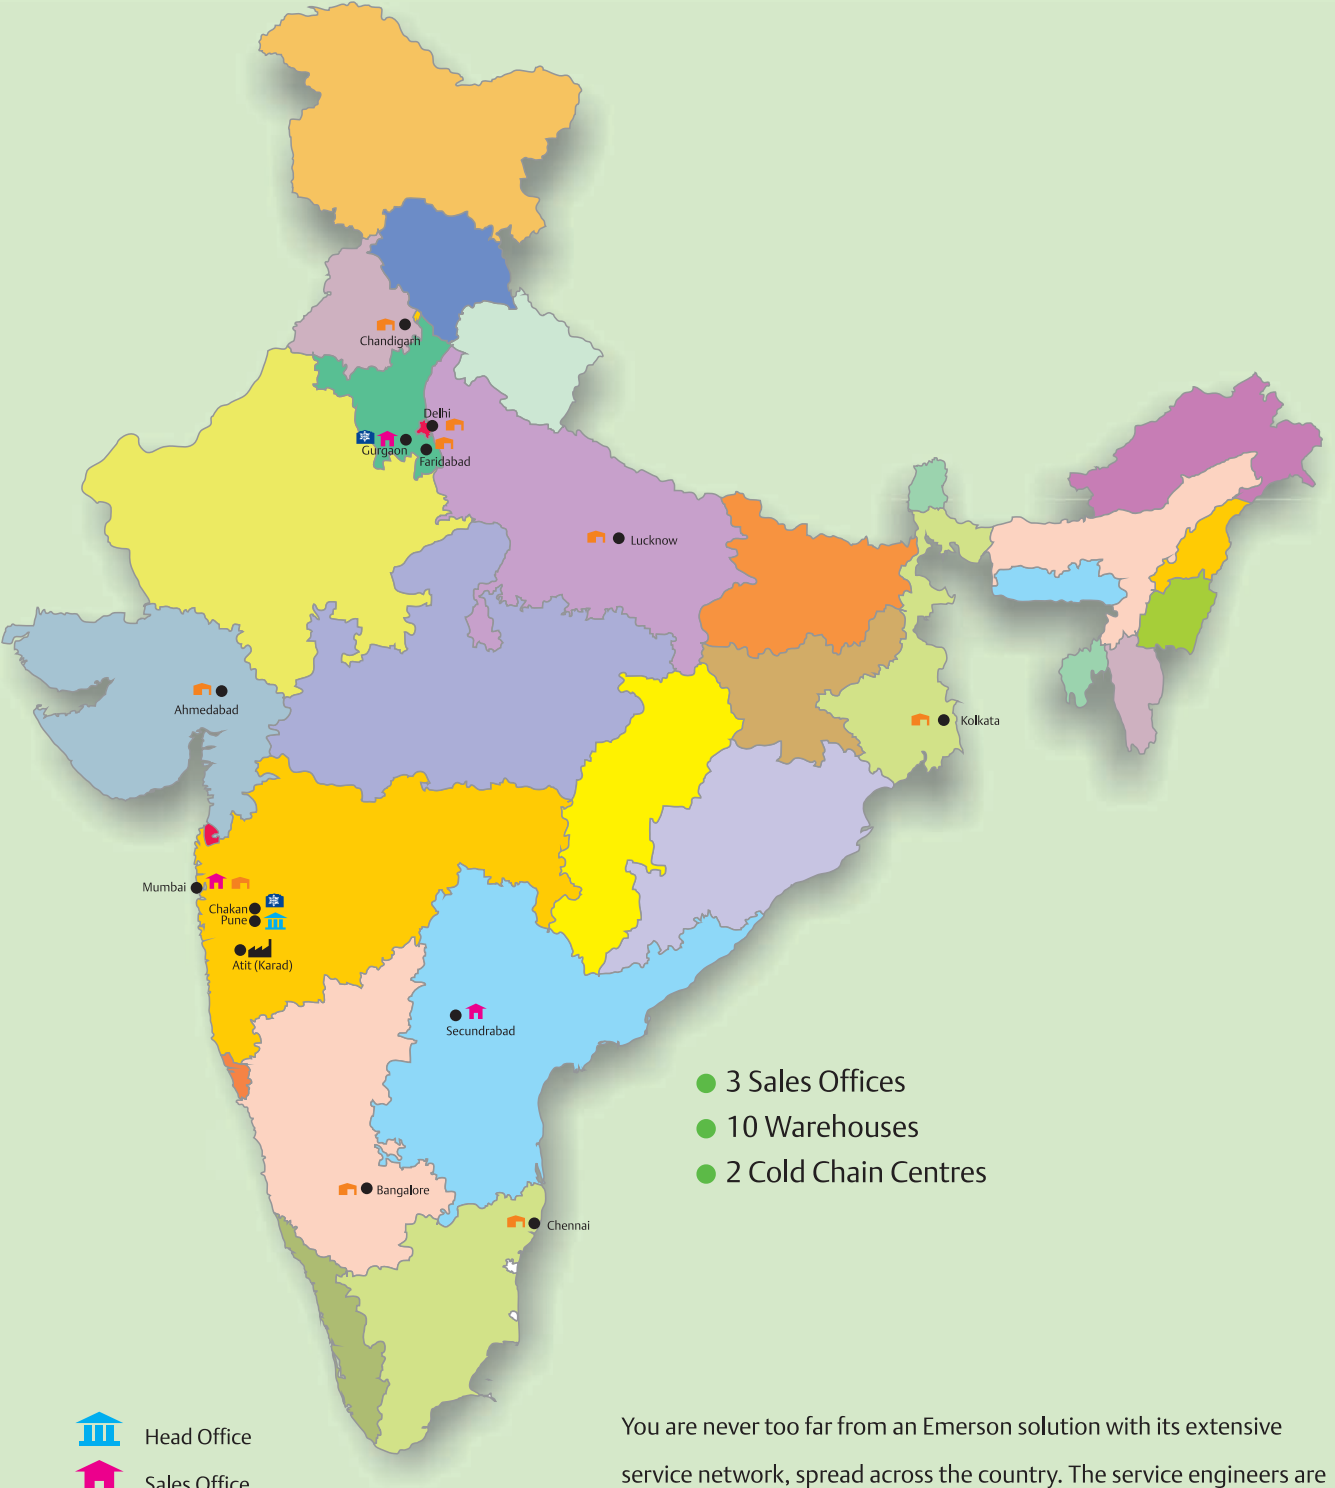 Chandigarh
Delhi
Gurgaon
Faridabad
Lucknow
Ahmedabad
Kolkata
Mumbai
Chakan
Pune
Atit (Karad)
Secundrabad
3 Sales Offices
10 Warehouses
2 Cold Chain Centres
Bangalore
Chennai
Head Office
Sales Office
You are never too far from an Emerson solution with its extensive
service network, spread across the country. The service engineers are